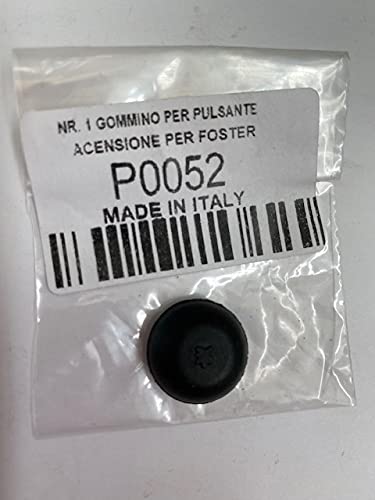 NR. 1 GOMMINO PER PULSANTE
ACENSIONE PER FOSTER
P0052
MADE IN ITALY